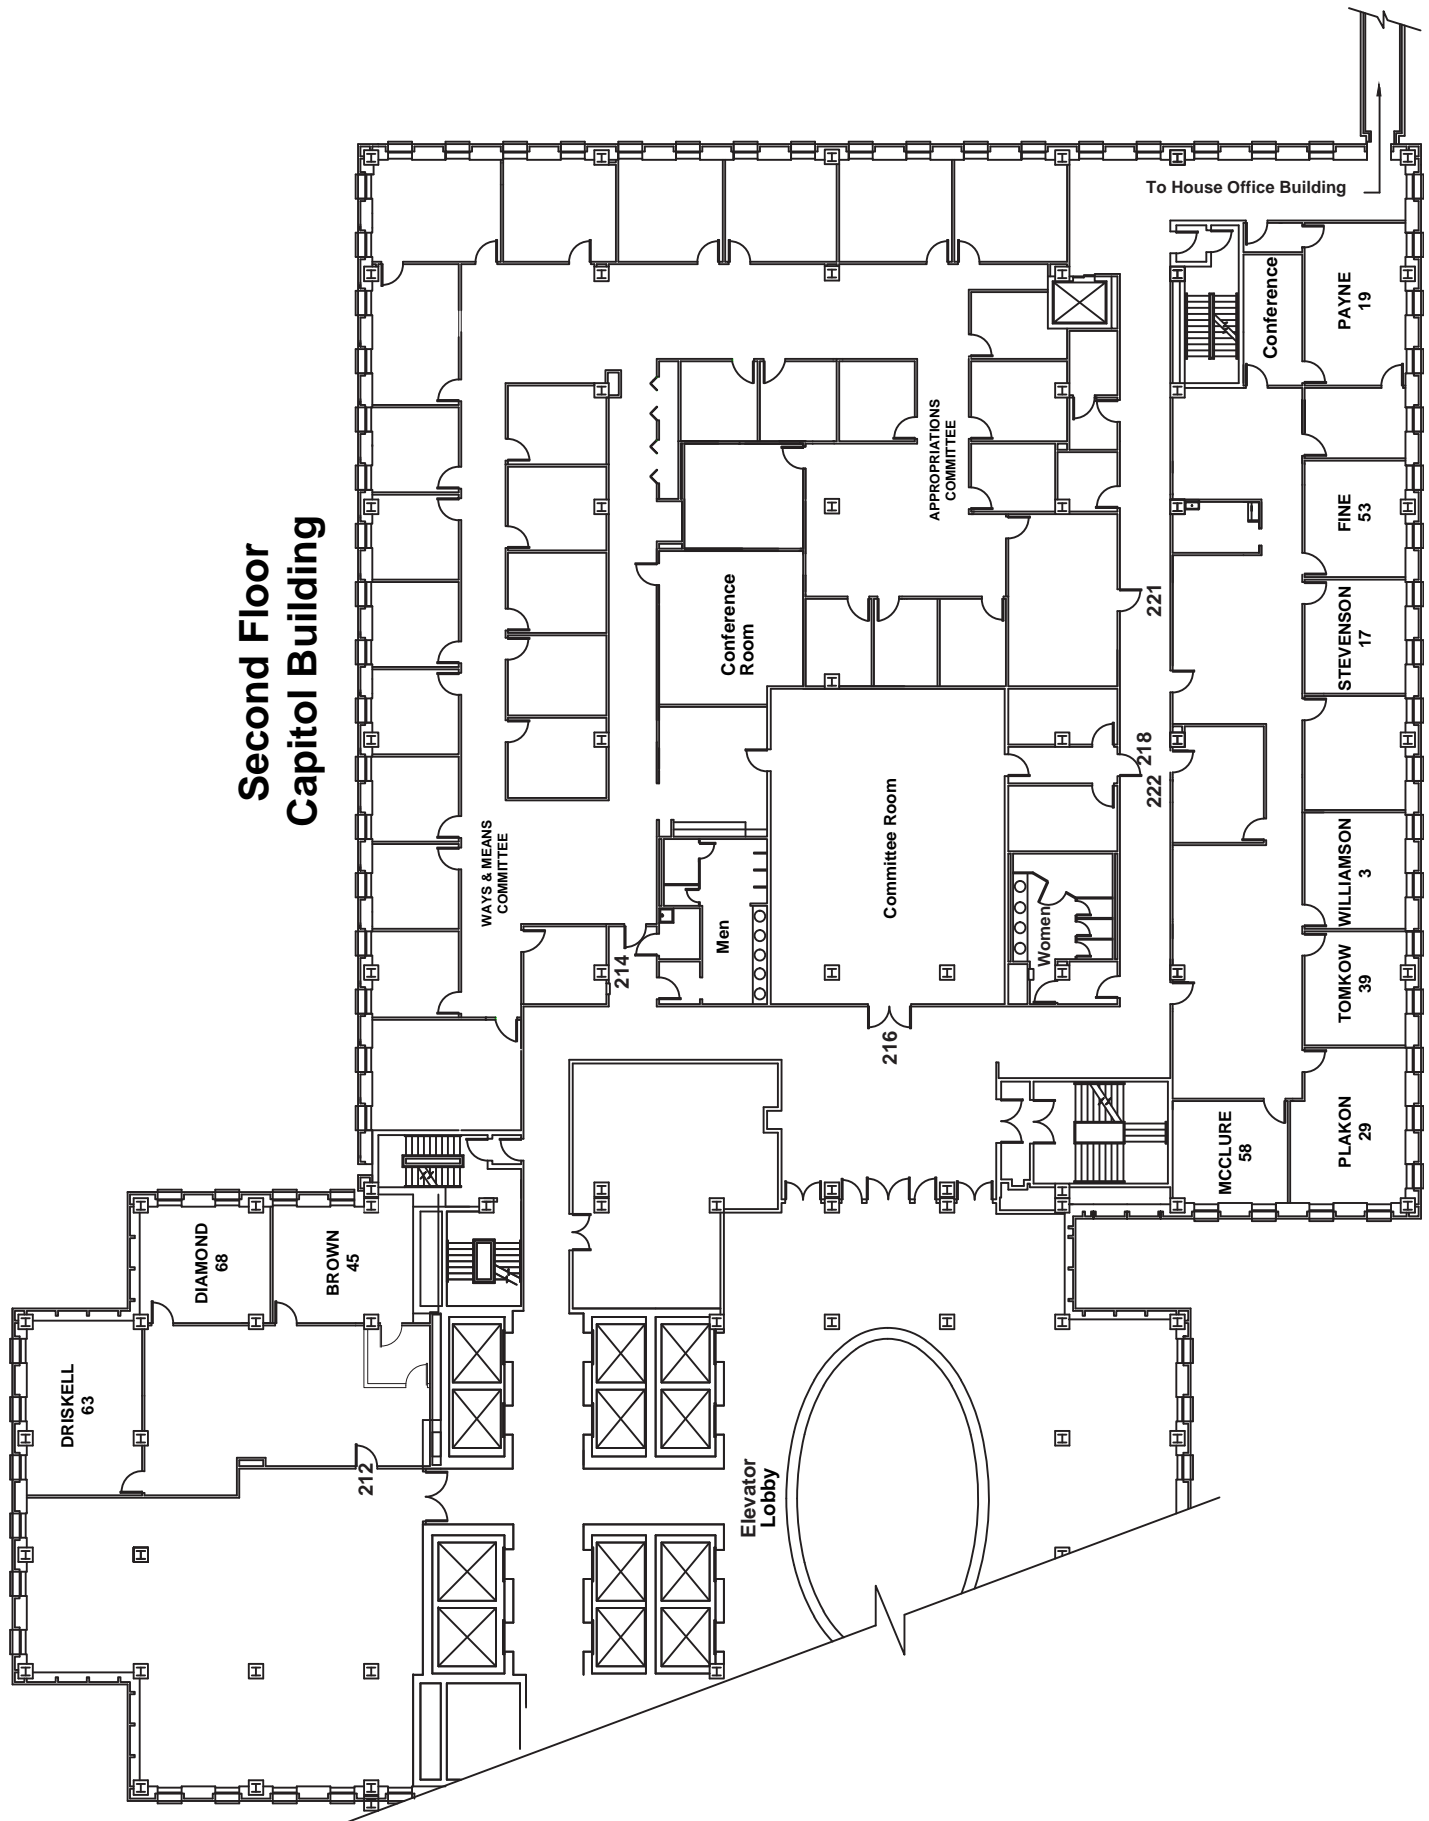 Second Floor
Capitol Building
To House Office Building
PAYNE
19
Conference
APPROPRIATIONS
COMMITTEE
FINE
53
Conference
Room
221
STEVENSON
17
218
222
WAYS & MEANS
COMMITTEE
Committee Room
WILLIAMSON
3
Men
Women
214
TOMKOW
39
216
MCCLURE
58
PLAKON
29
DIAMOND
68
BROWN
45
DRISKELL
63
212
Elevator
Lobby